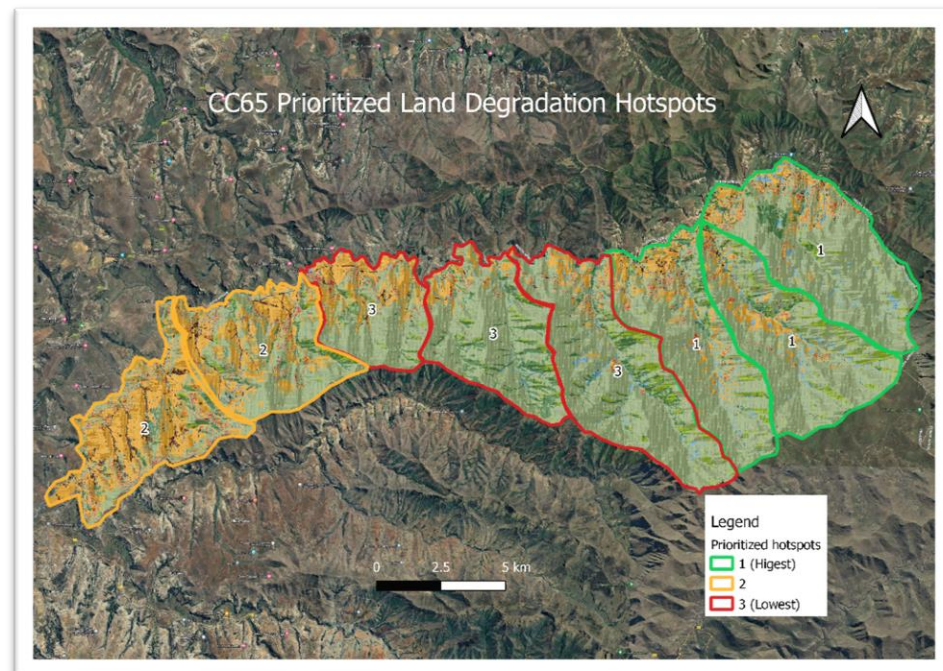 CC65 Prioritized Land Degradation Hotspots
1
2
3
3
1
1
2
3
0 2.5 5 km
Legend
Prioritized hotspots
1 (Higest)
2
3 (Lowest)